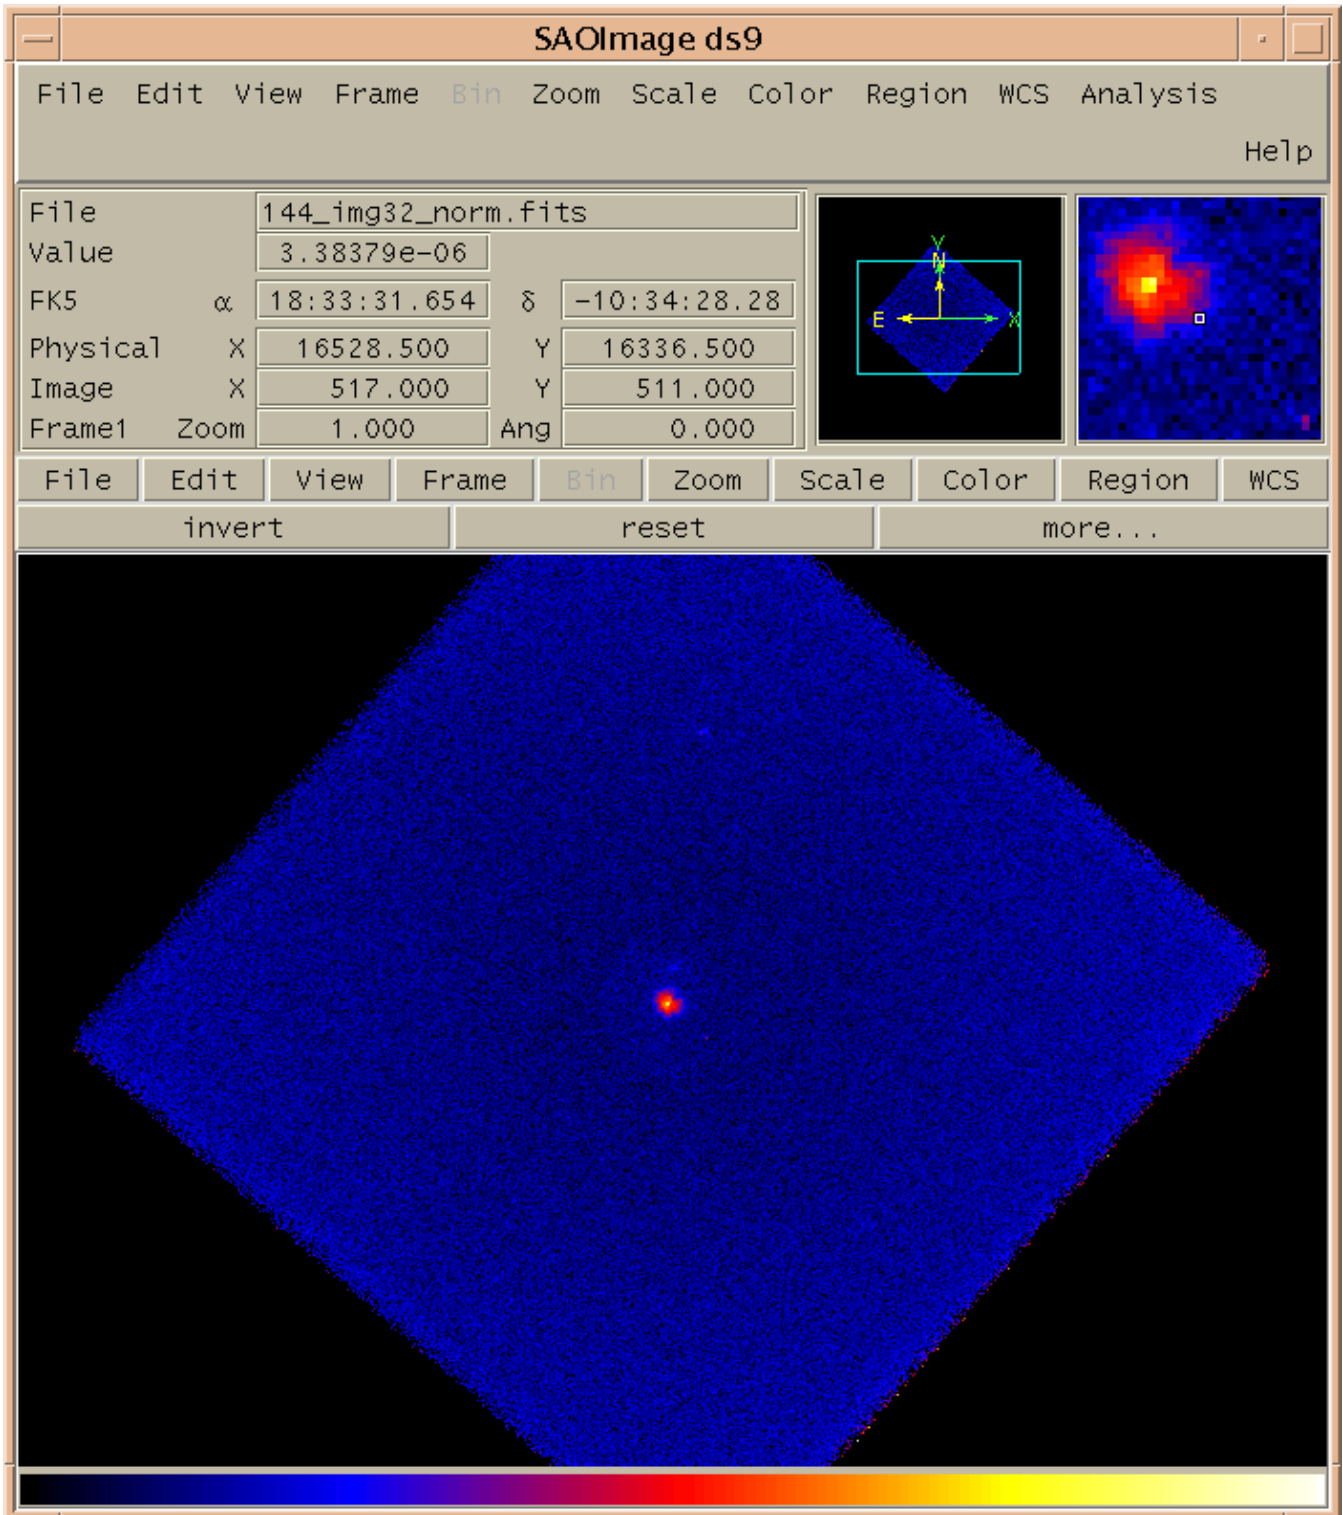 SAOImage ds9
File Edit View Frame Bin Zoom Scale Color Region WCS Analysis
Help
File 144_img32_norm.fits
Value 3.38379e-06
FK5 α 18:33:31.654 δ -10:34:28.28
Physical X 16528.500 Y 16336.500
Image X 517.000 Y 511.000
Frame1 Zoom 1.000 Ang 0.000
Y
N
E X
File Edit View Frame Bin Zoom Scale Color Region WCS
invert reset more...